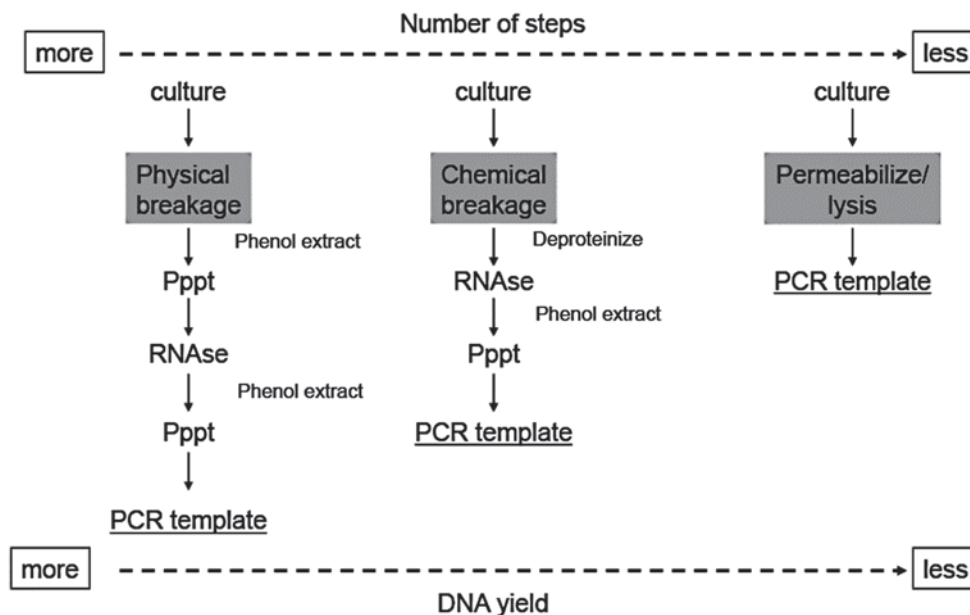 Number of steps
more
less
culture
Physical
breakage
Phenol extract
Pppt
RNAse
Phenol extract
Pppt
PCR template
culture
Chemical
breakage
Deproteinize
RNAse
Phenol extract
Pppt
PCR template
culture
Permeabilize/
lysis
PCR template
more
less
DNA yield